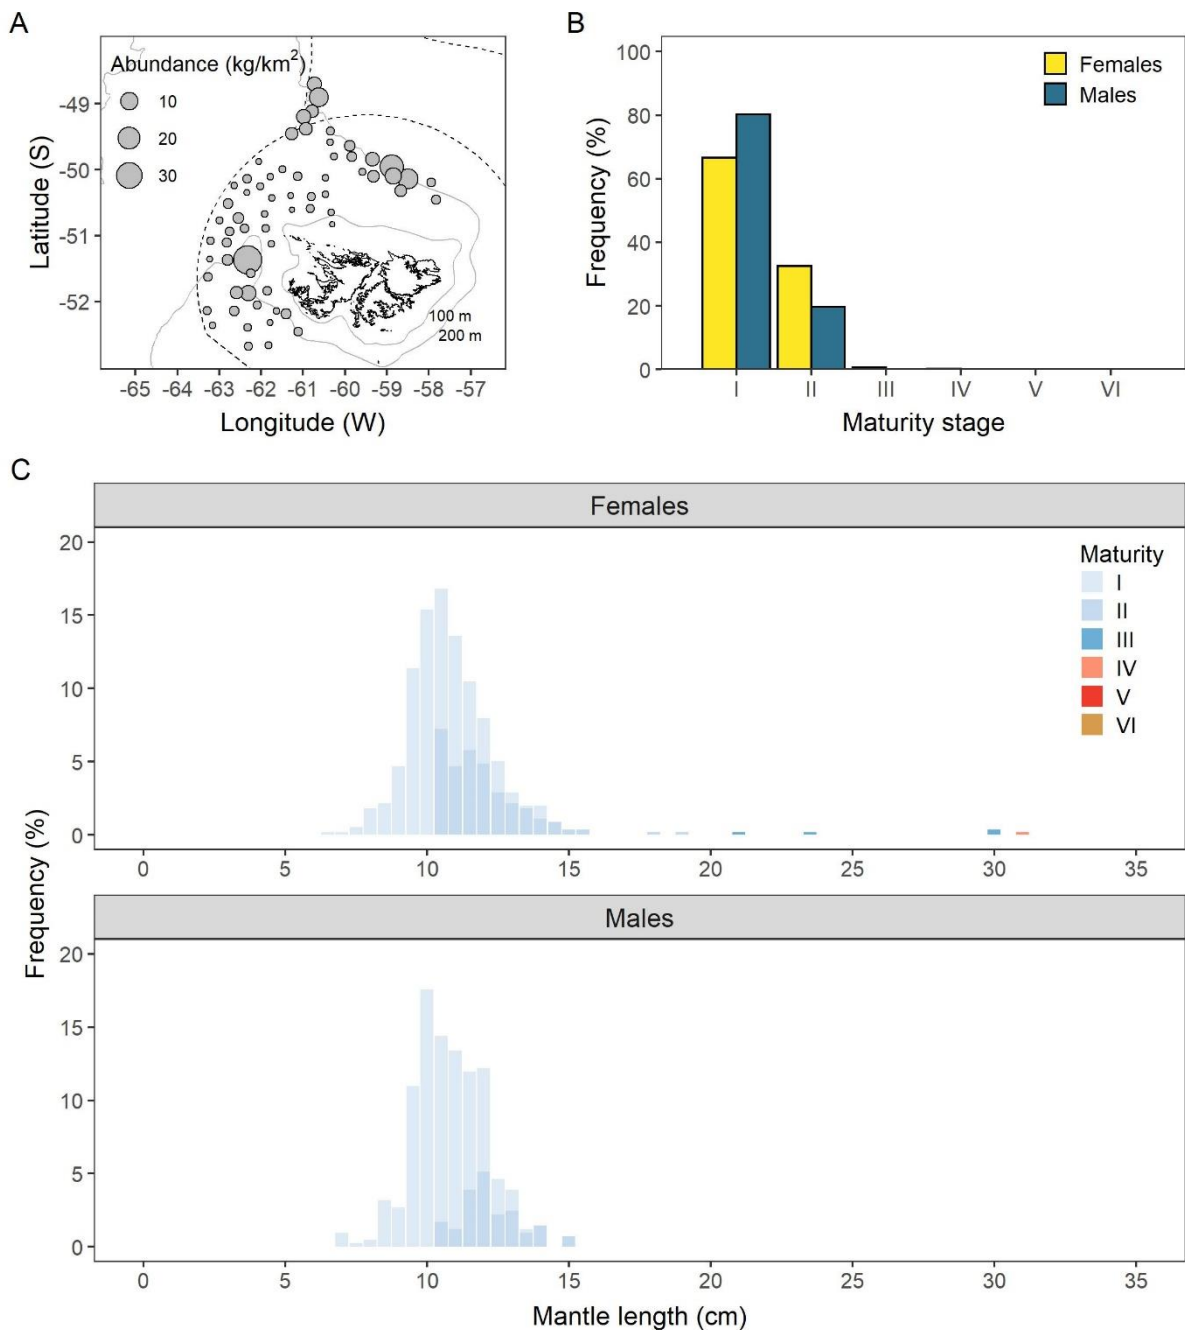 A
Abundance (kg/km²)
10
20
30
-49
-50
-51
-52
Latitude (S)
100 m
200 m
-65 -64 -63 -62 -61 -60 -59 -58 -57
Longitude (W)
B
100
80
60
40
20
0
Frequency (%)
Females
Males
I II III IV V VI
Maturity stage
C
Females
20
15
10
5
0
Maturity
I
II
III
IV
V
VI
0 5 10 15 20 25 30 35
Frequency (%)
Males
20
15
10
5
0
0 5 10 15 20 25 30 35
Mantle length (cm)